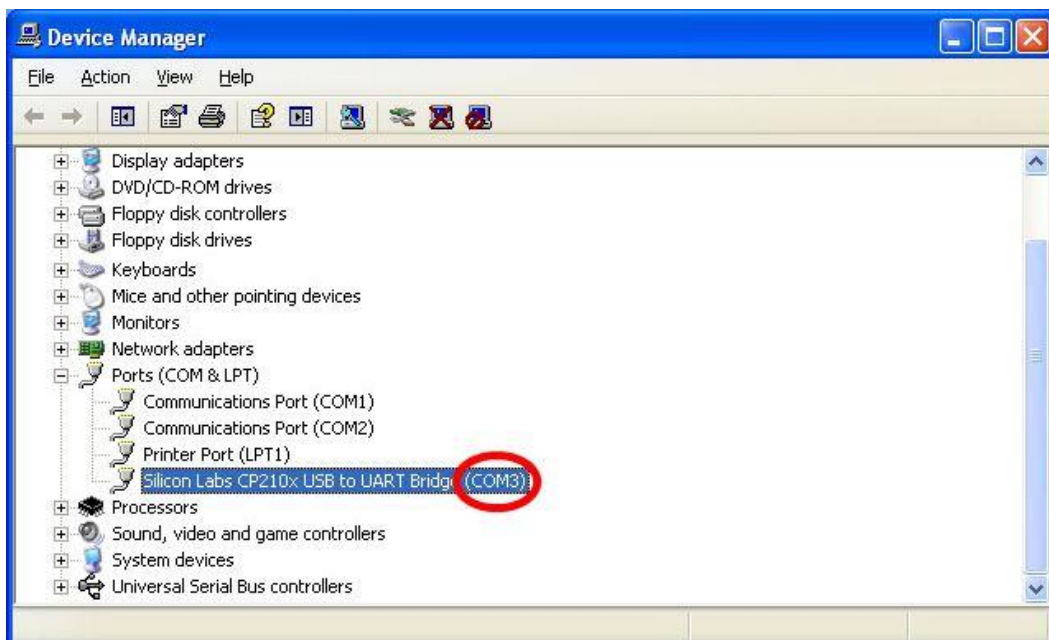 Device Manager
File Action View Help
Display adapters
DVD/CD-ROM drives
Floppy disk controllers
Floppy disk drives
Keyboards
Mice and other pointing devices
Monitors
Network adapters
Ports (COM & LPT)
Communications Port (COM1)
Communications Port (COM2)
Printer Port (LPT1)
Silicon Labs CP210x USB to UART Bridge (COM3)
Processors
Sound, video and game controllers
System devices
Universal Serial Bus controllers